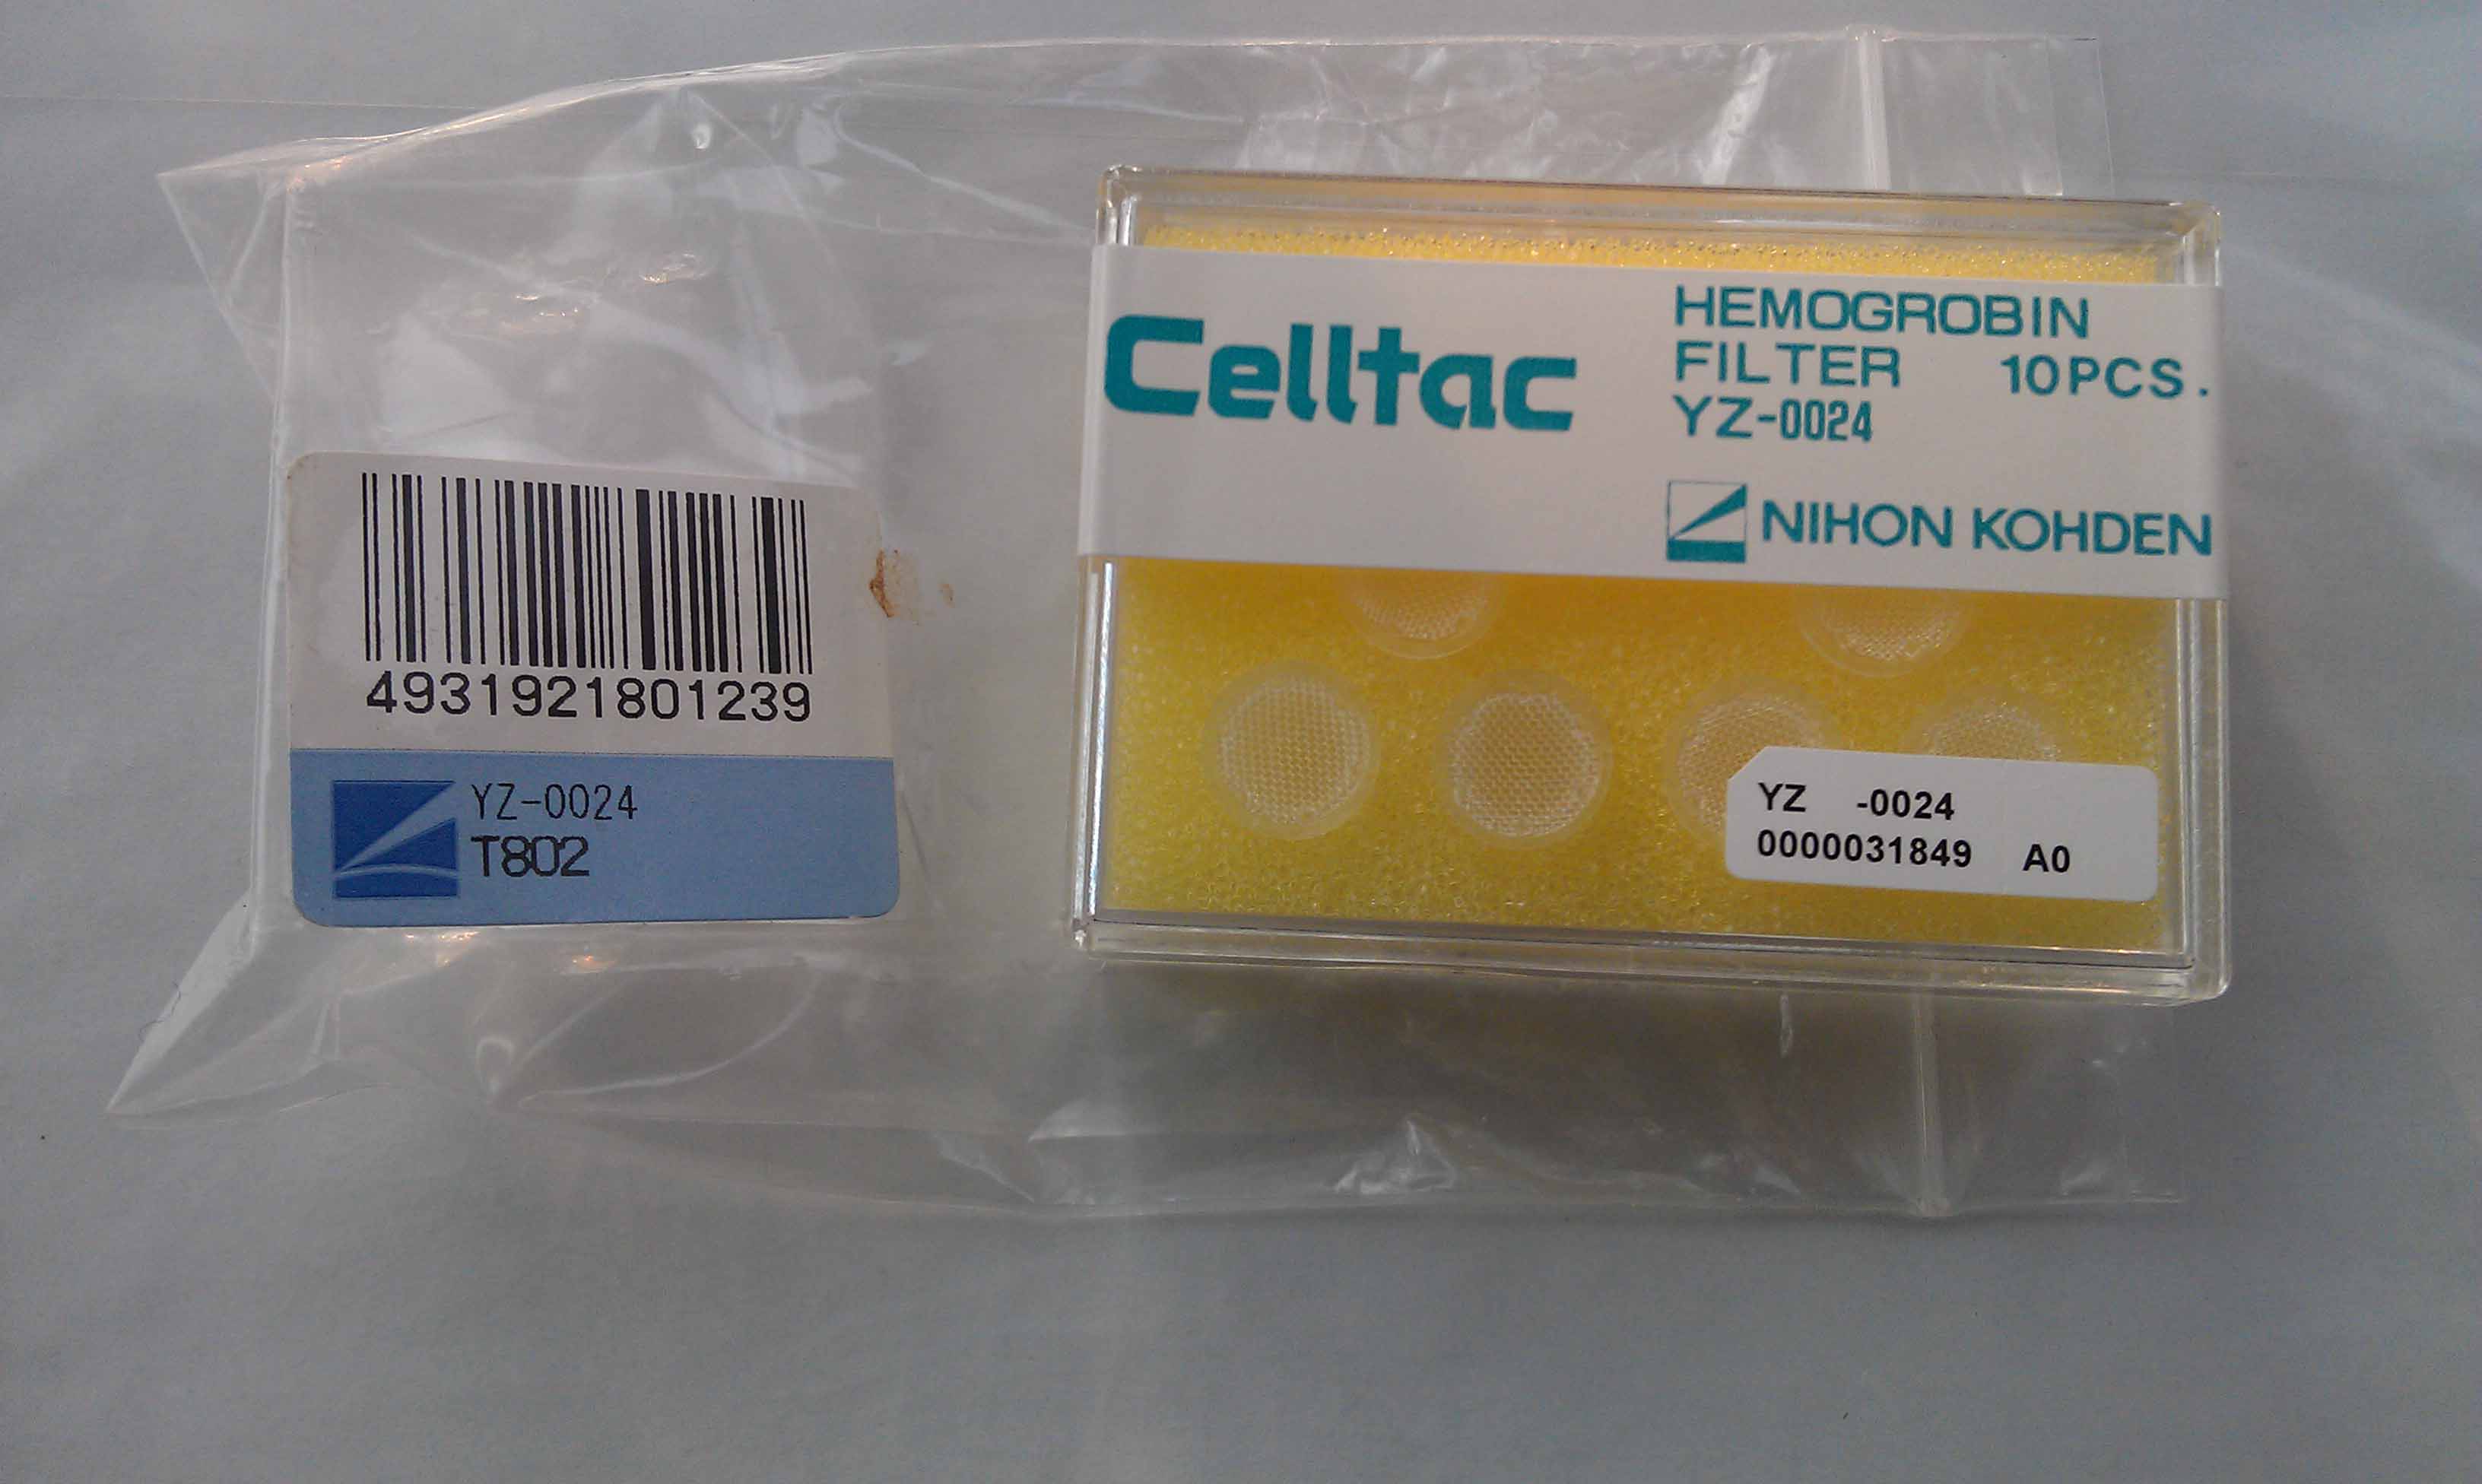 4931921801239
YZ-0024
T802
Celltac
HEMOGROBIN
FILTER 10PCS.
YZ-0024
NIHON KOHDEN
YZ -0024
0000031849 A0